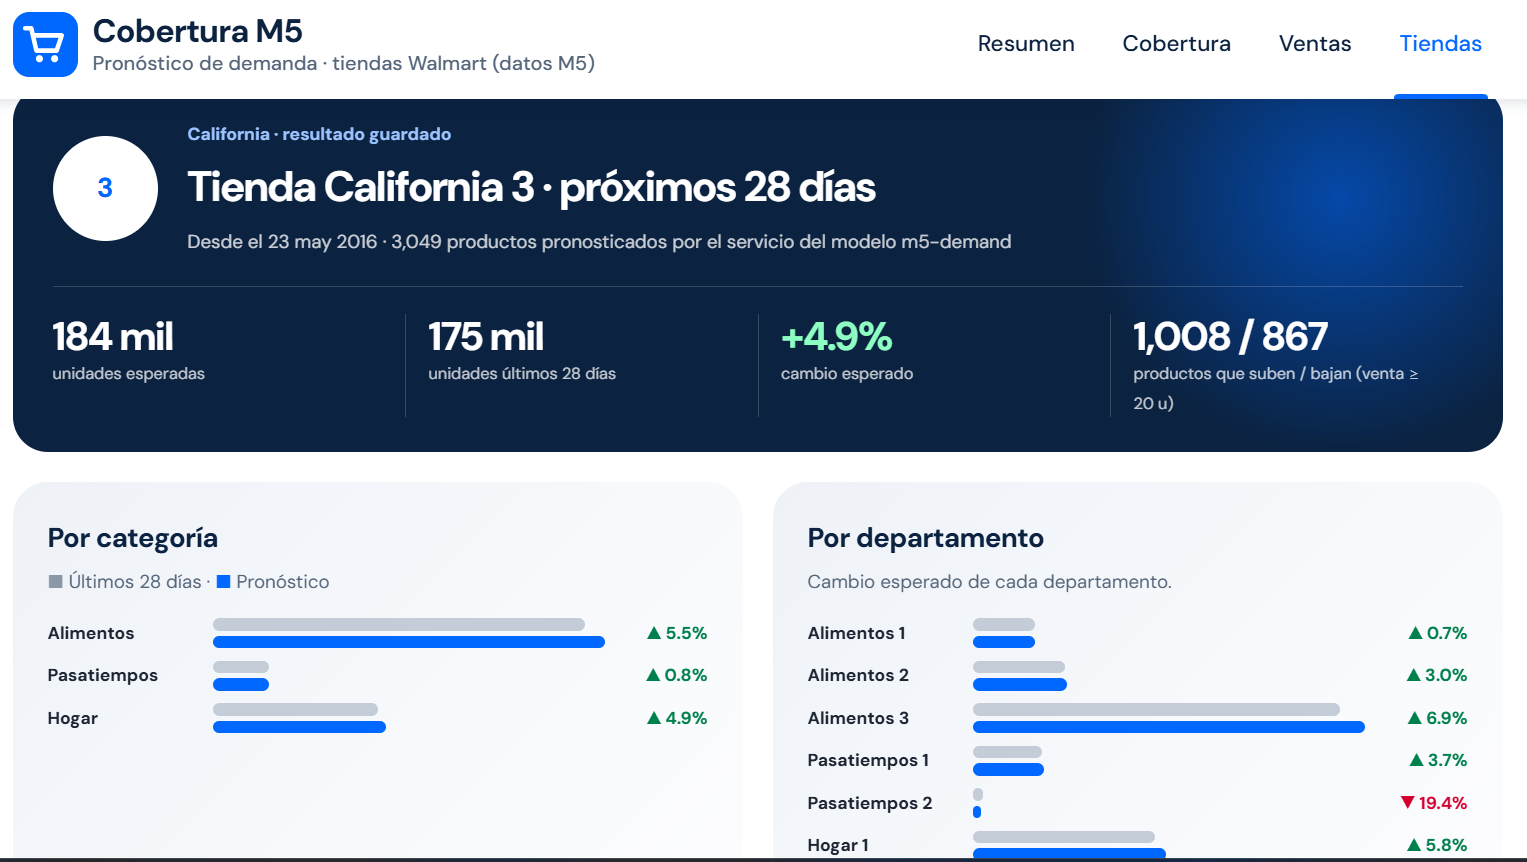 Cobertura M5
Pronóstico de demanda · tiendas Walmart (datos M5)
Resumen
Cobertura
Ventas
Tiendas
3
California · resultado guardado
Tienda California 3 · próximos 28 días
Desde el 23 may 2016 · 3,049 productos pronosticados por el servicio del modelo m5-demand
184 mil
unidades esperadas
175 mil
unidades últimos 28 días
+4.9%
cambio esperado
1,008 / 867
productos que suben / bajan (venta ≥
20 u)
Por categoría
■ Últimos 28 días · ■ Pronóstico
Alimentos ▲ 5.5%
Pasatiempos ▲ 0.8%
Hogar ▲ 4.9%
Por departamento
Cambio esperado de cada departamento.
Alimentos 1 ▲ 0.7%
Alimentos 2 ▲ 3.0%
Alimentos 3 ▲ 6.9%
Pasatiempos 1 ▲ 3.7%
Pasatiempos 2 ▼ 19.4%
Hogar 1 ▲ 5.8%